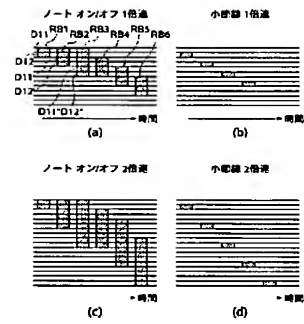 ノート オン/オフ 1倍速
小節線 1倍速
D11 RB1 RB2 RB3 RB4 RB5 RB6
D12
D11'
D12'
D11"D12"
時間
時間
(a)
(b)
ノート オン/オフ 2倍速
小節線 2倍速
時間
時間
(c)
(d)